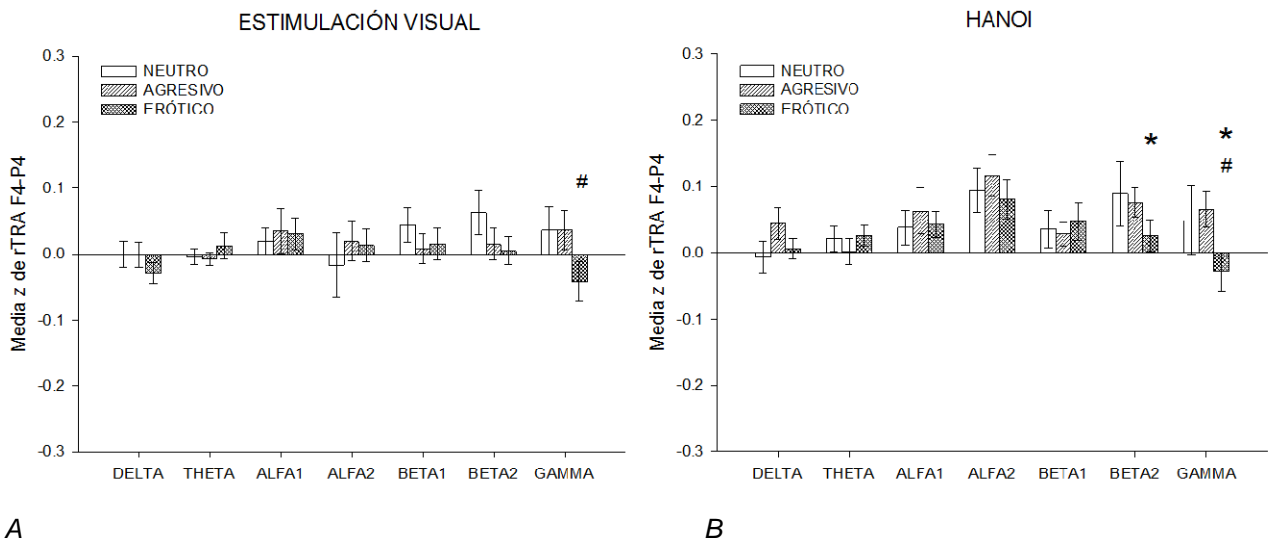 ESTIMULACIÓN VISUAL
Media z de rTRA F4-P4
0.3
0.2
0.1
0.0
-0.1
-0.2
-0.3
NEUTRO
AGRESIVO
ERÓTICO
#
DELTA THETA ALFA1 ALFA2 BETA1 BETA2 GAMMA
A
HANOI
Media z de rTRA F4-P4
0.3
0.2
0.1
0.0
-0.1
-0.2
-0.3
NEUTRO
AGRESIVO
ERÓTICO
* *
#
DELTA THETA ALFA1 ALFA2 BETA1 BETA2 GAMMA
B